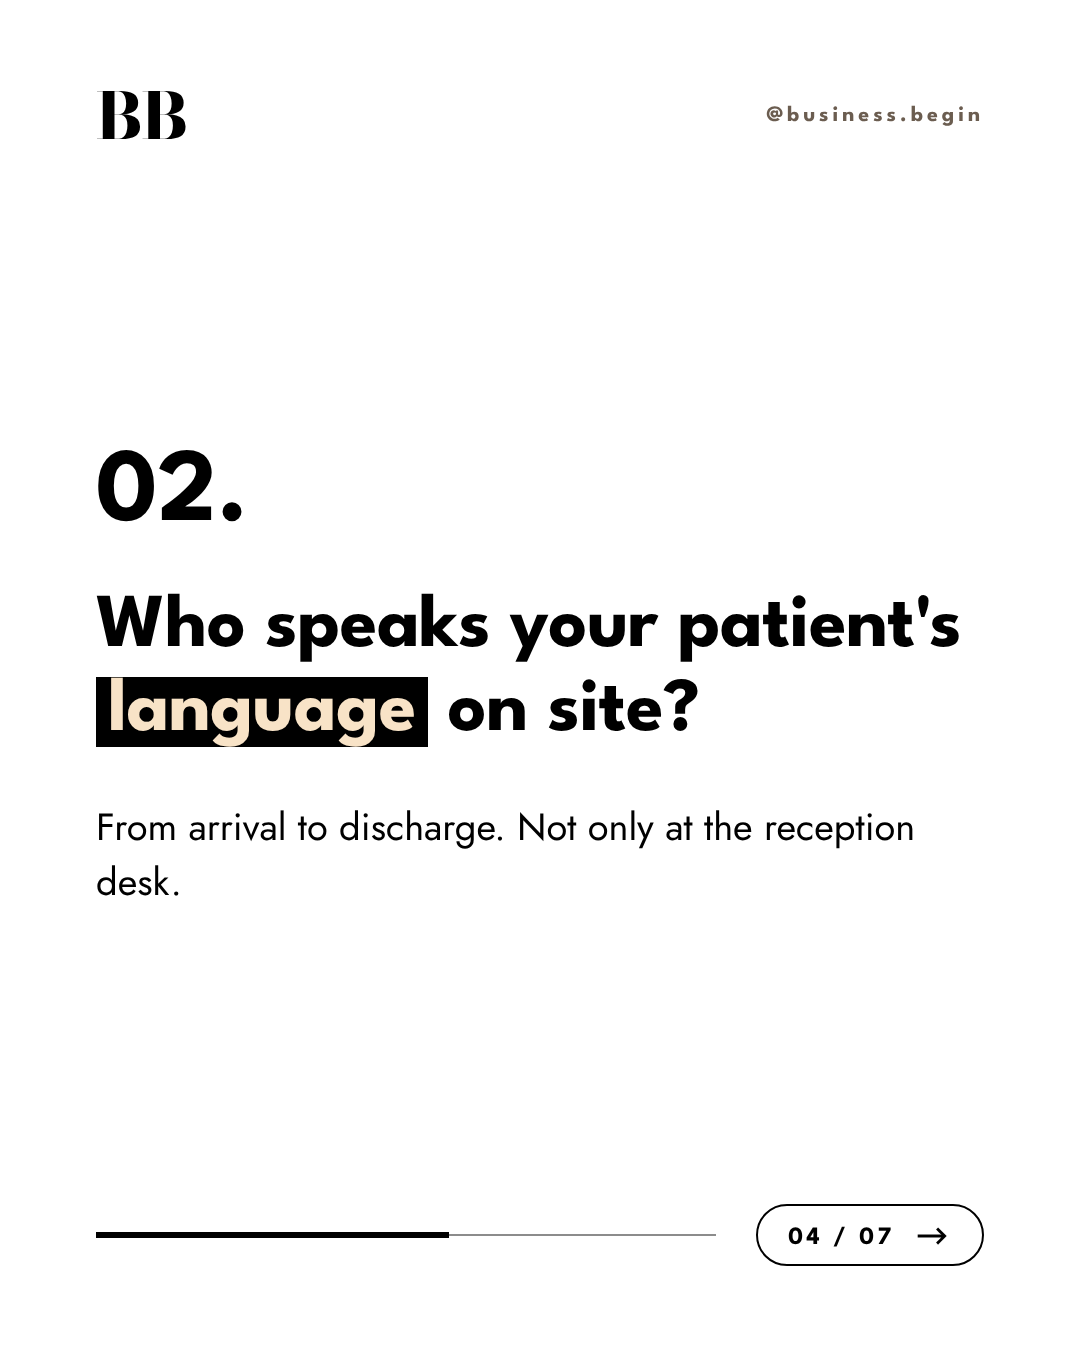 BB
@business.begin
02.
Who speaks your patient's
language on site?
From arrival to discharge. Not only at the reception
desk.
04 / 07 →